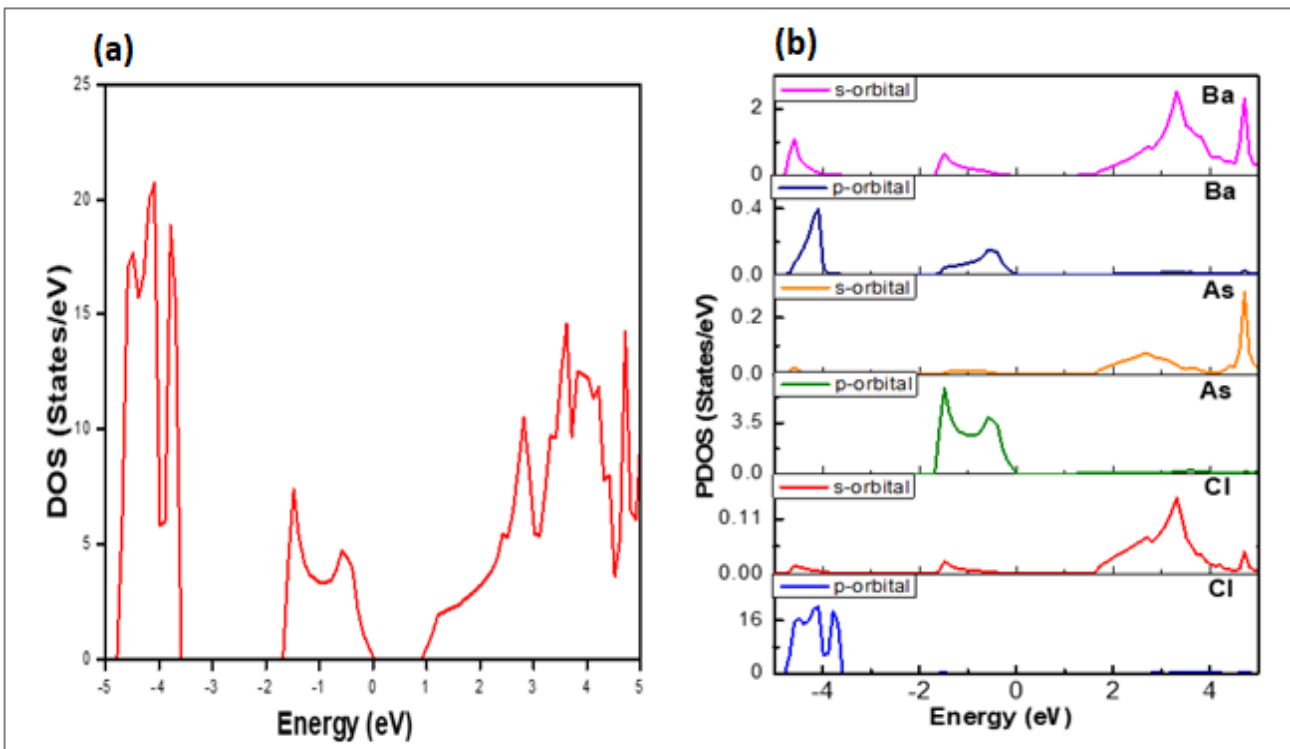 (a)
25
20
15
10
5
0
-5
-4
-3
-2
-1
0
1
2
3
4
5
DOS (States/eV)
Energy (eV)
(b)
s-orbital
Ba
2
0
p-orbital
Ba
0.4
0.0
s-orbital
As
0.2
0.0
p-orbital
As
3.5
0.0
s-orbital
Cl
0.11
0.00
p-orbital
Cl
16
0
-4
-2
0
2
4
PDOS (States/eV)
Energy (eV)